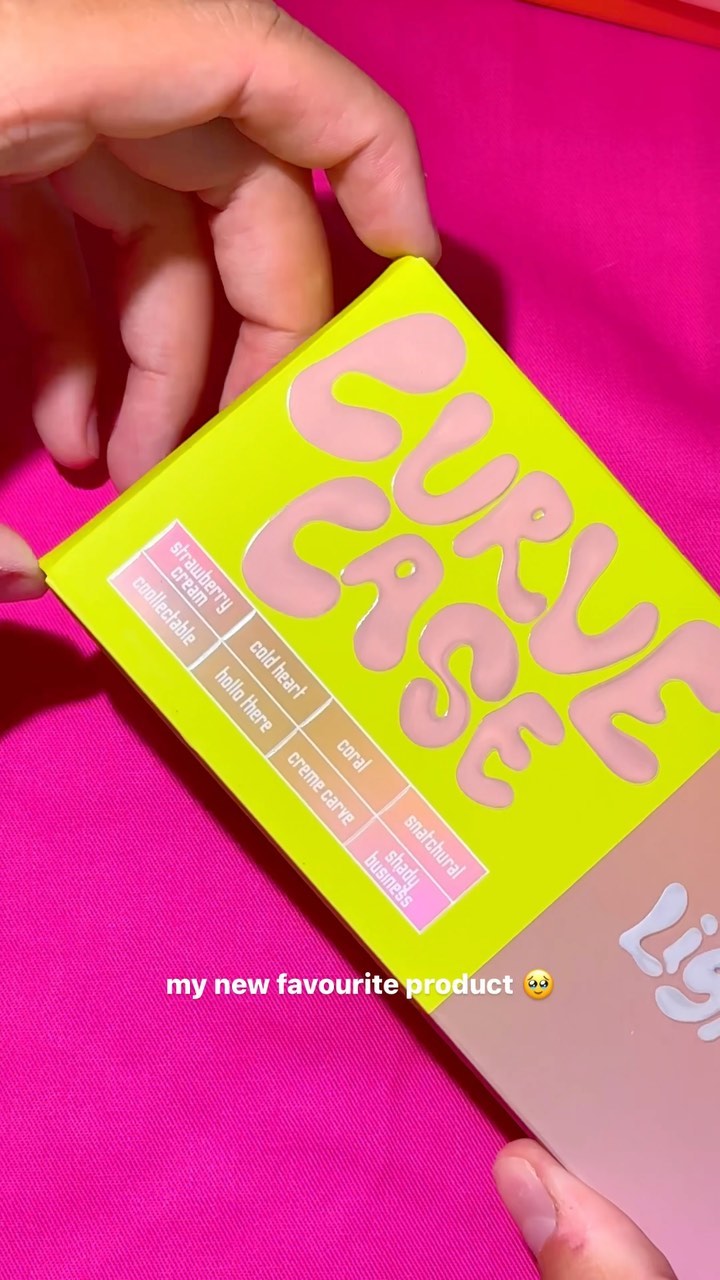 CURVE
CASE
strawberry
cream
cold heart
coral
snatchural
coollectable
hollo there
creme carve
shady
business
my new favourite product 🥹